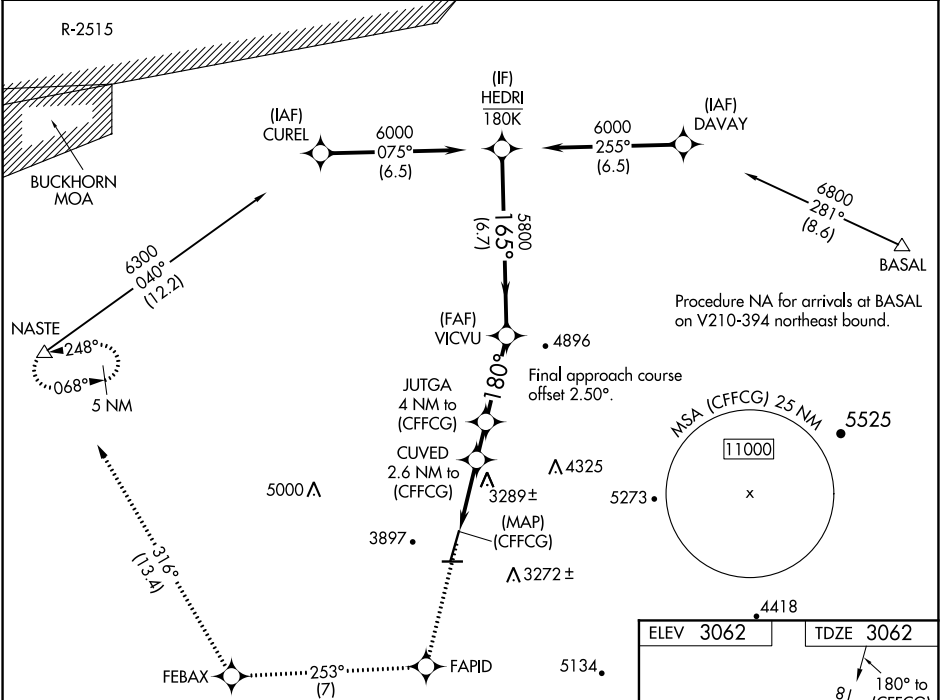 R-2515
BUCKHORN
MOA
(IAF)
CUREL
6000
075°
(6.5)
(IF)
HEDRI
180K
6000
255°
(6.5)
(IAF)
DAVAY
6800
281°
(8.6)
BASAL
6300
040°
(12.2)
5800
165°
(6.7)
Procedure NA for arrivals at BASAL
on V210-394 northeast bound.
NASTE
248°
068°
5 NM
(FAF)
VICVU
4896
180°
Final approach course
offset 2.50°.
JUTGA
4 NM to
(CFFCG)
CUVED
2.6 NM to
(CFFCG)
MSA (CFFCG) 25 NM
11000
x
5525
5273
4325
5000
3289±
(MAP)
(CFFCG)
3897
3272±
316°
(13.4)
4418
FEBAX
253°
(7)
FAPID
5134
ELEV 3062
TDZE 3062
180° to
(CFFCG)
81